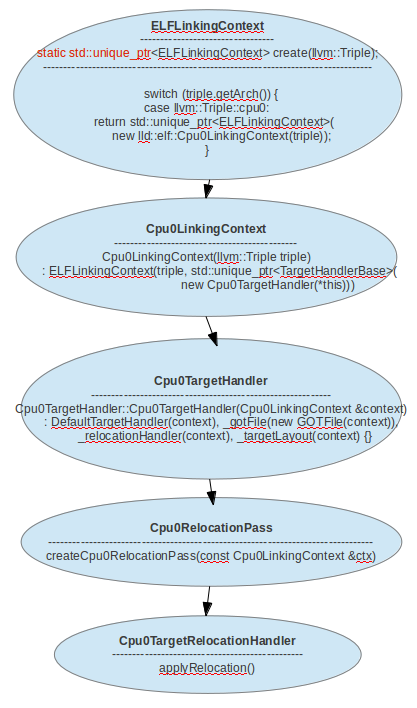 ELFLinkingContext
--------------------------------
static std::unique_ptr<ELFLinkingContext> create(llvm::Triple);
--------------------------------------------------------------------------------
switch (triple.getArch()) {
case llvm::Triple::cpu0:
return std::unique_ptr<ELFLinkingContext>(
new lld::elf::Cpu0LinkingContext(triple));
}
Cpu0LinkingContext
--------------------------------------------
Cpu0LinkingContext(llvm::Triple triple)
: ELFLinkingContext(triple, std::unique_ptr<TargetHandlerBase>(
new Cpu0TargetHandler(*this)))
Cpu0TargetHandler
----------------------------------------------------------
Cpu0TargetHandler::Cpu0TargetHandler(Cpu0LinkingContext &context)
: DefaultTargetHandler(context), _gotFile(new GOTFile(context)),
_relocationHandler(context), _targetLayout(context) {}
Cpu0RelocationPass
-------------------------------------------------------------------------------
createCpu0RelocationPass(const Cpu0LinkingContext &ctx)
Cpu0TargetRelocationHandler
----------------------------------------------
applyRelocation()